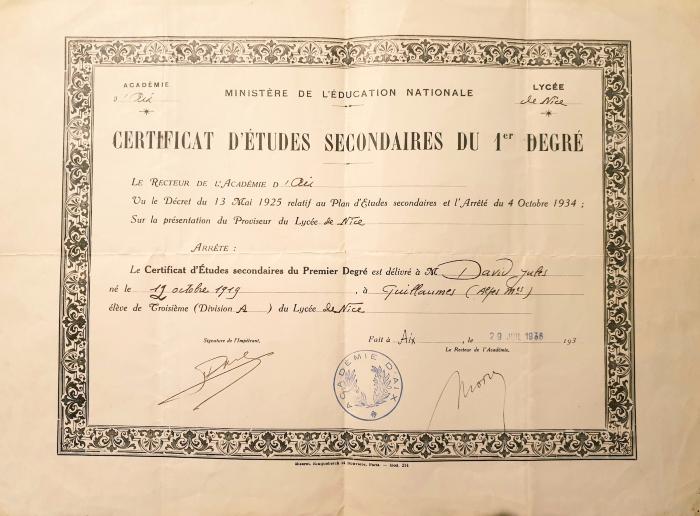 ACADÉMIE
d'Aix
MINISTÈRE DE L'ÉDUCATION NATIONALE
LYCÉE
de Nice
CERTIFICAT D'ÉTUDES SECONDAIRES DU 1er DEGRÉ
LE RECTEUR DE L'ACADÉMIE D'Aix
Vu le Décret du 13 Mai 1925 relatif au Plan d'Études secondaires et l'Arrêté du 4 Octobre 1934 ;
Sur la présentation du Proviseur du Lycée de Nice
ARRÊTE :
Le Certificat d'Études secondaires du Premier Degré est délivré à M. David Jules
né le 12 octobre 1919, à Guillaumes (Alpes Mmes)
élève de Troisième (Division A) du Lycée de Nice
Fait à Aix, le 29 JUIL 1936 193
Signature de l'Impétrant,
Le Recteur de l'Académie,
ACADÉMIE D'AIX
Paris. — Mod. 214